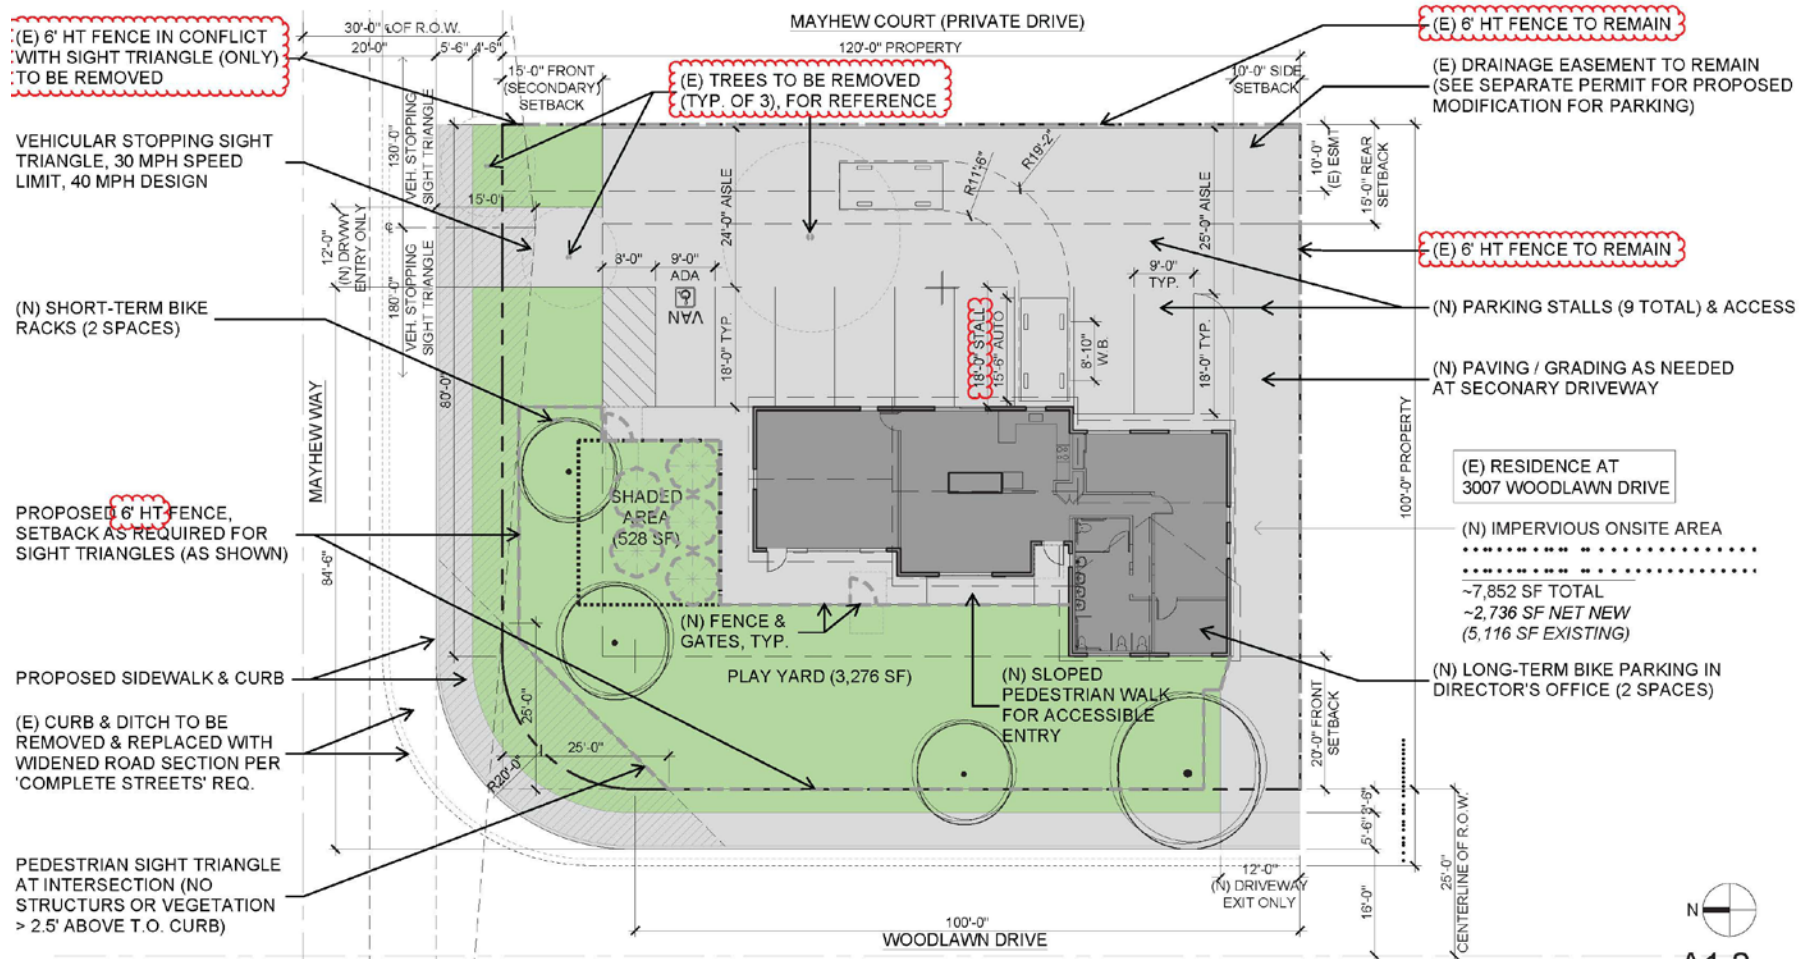 MAYHEW COURT (PRIVATE DRIVE)
(E) 6' HT FENCE IN CONFLICT
WITH SIGHT TRIANGLE (ONLY)
TO BE REMOVED
30'-0" ℄OF R.O.W.
20'-0"
5'-6"
4'-6"
120'-0" PROPERTY
15'-0" FRONT
(SECONDARY)
SETBACK
(E) TREES TO BE REMOVED
(TYP. OF 3), FOR REFERENCE
10'-0" SIDE
SETBACK
(E) 6' HT FENCE TO REMAIN
(E) DRAINAGE EASEMENT TO REMAIN
(SEE SEPARATE PERMIT FOR PROPOSED
MODIFICATION FOR PARKING)
VEHICULAR STOPPING SIGHT
TRIANGLE, 30 MPH SPEED
LIMIT, 40 MPH DESIGN
130'-0"
VEH. STOPPING
SIGHT TRIANGLE
15'-0"
12'-0"
(N) DRVWY
ENTRY ONLY
180'-0"
VEH. STOPPING
SIGHT TRIANGLE
24'-0" AISLE
R11'-6"
R19'-2"
25'-0" AISLE
10'-0"
(E) ESMT
15'-0" REAR
SETBACK
(E) 6' HT FENCE TO REMAIN
8'-0"
9'-0"
ADA
VAN
9'-0"
TYP.
(N) PARKING STALLS (9 TOTAL) & ACCESS
(N) SHORT-TERM BIKE
RACKS (2 SPACES)
18'-0" TYP.
18'-0" STALL
15'-6" AUTO
8'-10"
W.B.
18'-0" TYP.
(N) PAVING / GRADING AS NEEDED
AT SECONARY DRIVEWAY
80'-0"
MAYHEW WAY
84'-6"
100'-0" PROPERTY
(E) RESIDENCE AT
3007 WOODLAWN DRIVE
PROPOSED 6' HT FENCE,
SETBACK AS REQUIRED FOR
SIGHT TRIANGLES (AS SHOWN)
SHADED
AREA
(528 SF)
(N) IMPERVIOUS ONSITE AREA
~7,852 SF TOTAL
~2,736 SF NET NEW
(5,116 SF EXISTING)
(N) FENCE &
GATES, TYP.
PLAY YARD (3,276 SF)
(N) SLOPED
PEDESTRIAN WALK
FOR ACCESSIBLE
ENTRY
(N) LONG-TERM BIKE PARKING IN
DIRECTOR'S OFFICE (2 SPACES)
PROPOSED SIDEWALK & CURB
(E) CURB & DITCH TO BE
REMOVED & REPLACED WITH
WIDENED ROAD SECTION PER
'COMPLETE STREETS' REQ.
25'-0"
25'-0"
R20'-0"
20'-0" FRONT
SETBACK
5'-6"
3'-6"
PEDESTRIAN SIGHT TRIANGLE
AT INTERSECTION (NO
STRUCTURS OR VEGETATION
> 2.5' ABOVE T.O. CURB)
12'-0"
(N) DRIVEWAY
EXIT ONLY
16'-0"
25'-0"
CENTERLINE OF R.O.W.
100'-0"
WOODLAWN DRIVE
N